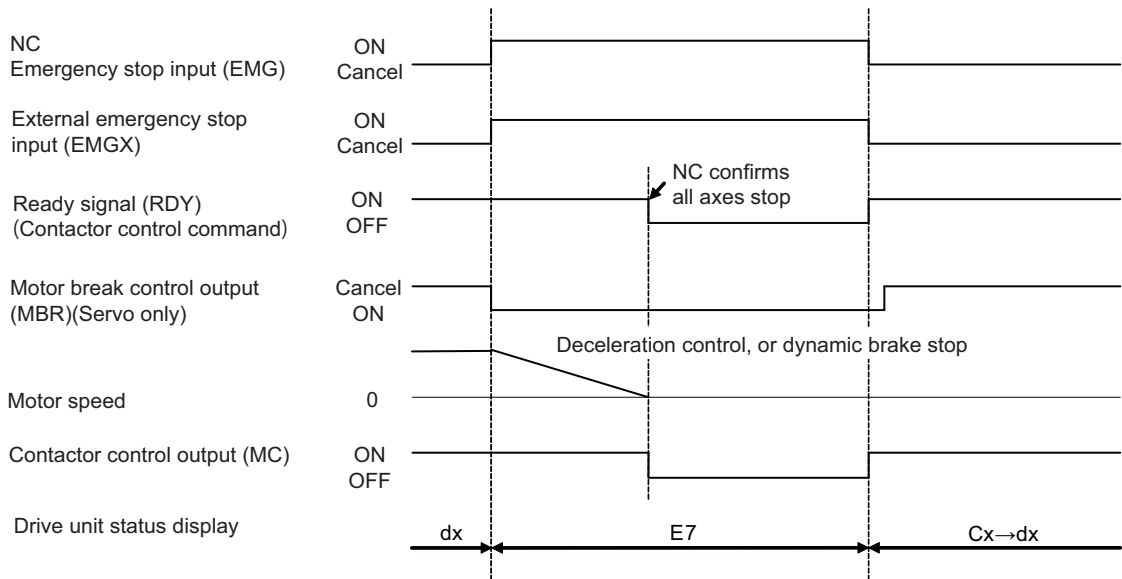 NC
Emergency stop input (EMG)
ON
Cancel
External emergency stop
input (EMGX)
ON
Cancel
NC confirms
all axes stop
Ready signal (RDY)
(Contactor control command)
ON
OFF
Motor break control output
(MBR)(Servo only)
Cancel
ON
Deceleration control, or dynamic brake stop
Motor speed
0
Contactor control output (MC)
ON
OFF
Drive unit status display
dx
E7
Cx→dx